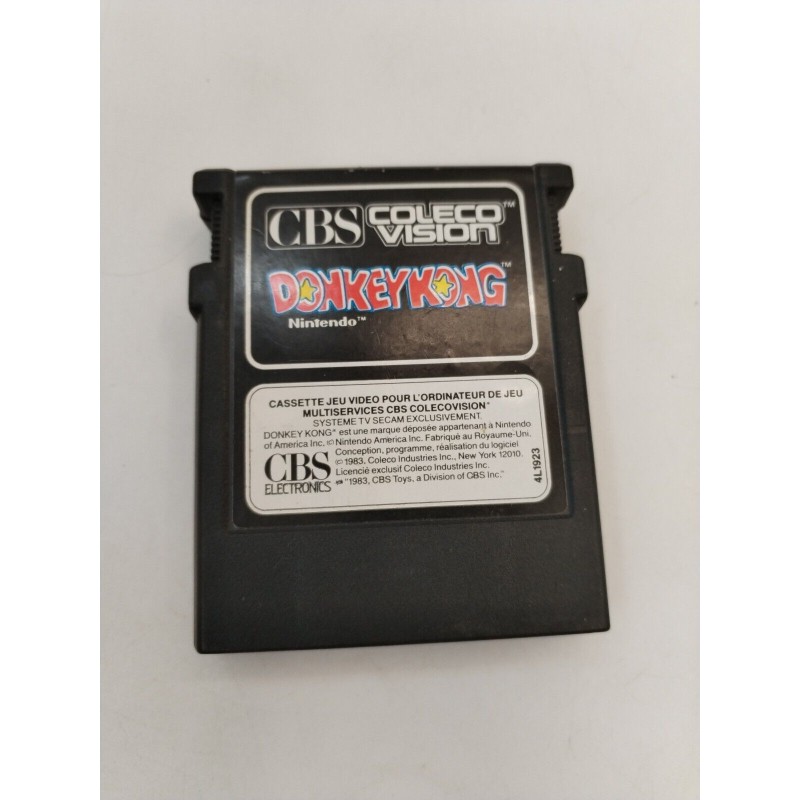 CBS COLECO VISION™
DONKEY KONG™
Nintendo™
CASSETTE JEU VIDEO POUR L'ORDINATEUR DE JEU
MULTISERVICES CBS COLECOVISION*
SYSTEME TV SECAM EXCLUSIVEMENT.
DONKEY KONG* est une marque déposée appartenant à Nintendo
of America Inc. © Nintendo America Inc. Fabriqué au Royaume-Uni.
Conception, programme, réalisation du logiciel
© 1983, Coleco Industries Inc., New York 12010.
Licencié exclusif Coleco Industries Inc.
"1983, CBS Toys, a Division of CBS Inc."
CBS
ELECTRONICS
4L1923